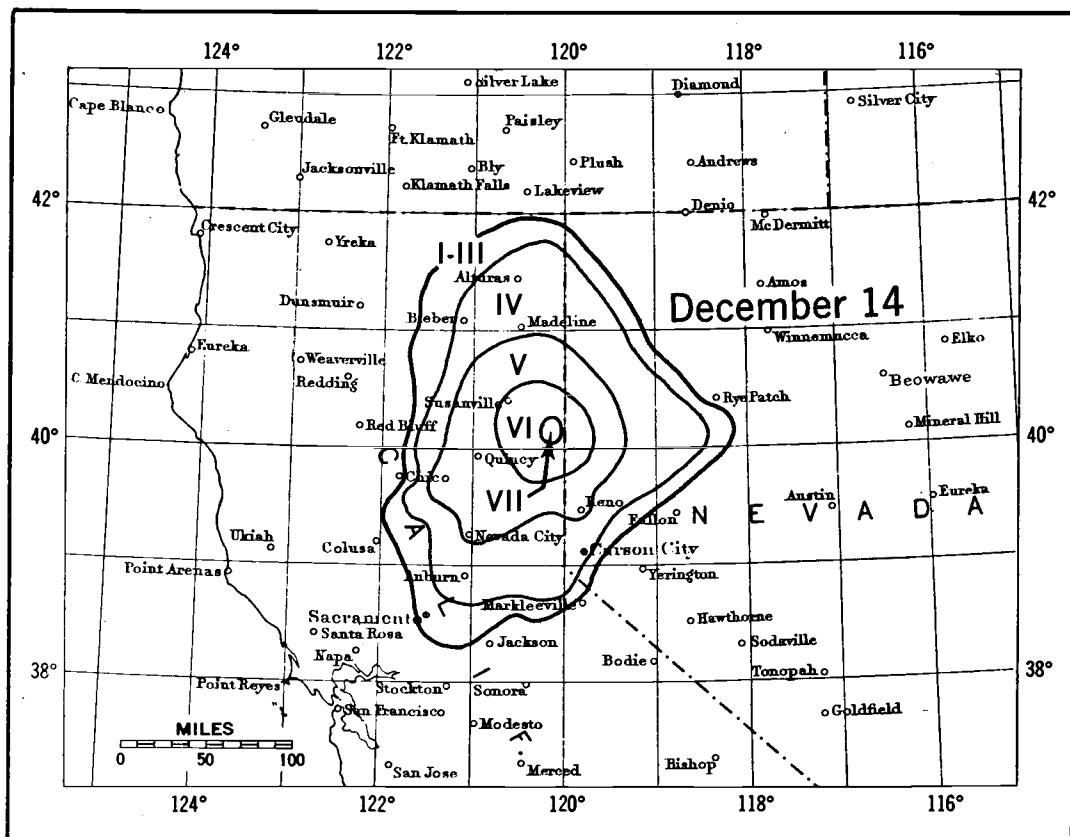 124° 122° 120° 118° 116°
Silver Lake
Diamond
Silver City
Cape Blanco
Glendale
Ft. Klamath
Paisley
Jacksonville
Bly
Plush
Andrews
Klamath Falls
Lakeview
42°
Denio
42°
McDermitt
Crescent City
Yreka
I-III
Alturas
Amos
December 14
Dunsmuir
IV
Bieber
Madeline
Winnemucca
Elko
Eureka
Weaverville
V
Redding
Beowawe
C. Mendocino
Susanville
Rye Patch
Red Bluff
VI
Mineral Hill
40°
40°
Quincy
Chico
VII
Reno
Austin
Eureka
Fallon
NEVADA
CALIF.
Ukiah
Colusa
Nevada City
Carson City
Point Arenas
Auburn
Yerington
Markleeville
Sacrament
Santa Rosa
Jackson
Hawthorne
Sodaville
Napa
Bodie
Tonopah
38°
38°
Point Reyes
Stockton
Sonora
San Francisco
Modesto
Goldfield
MILES
0 50 100
San Jose
Merced
Bishop
124° 122° 120° 118° 116°